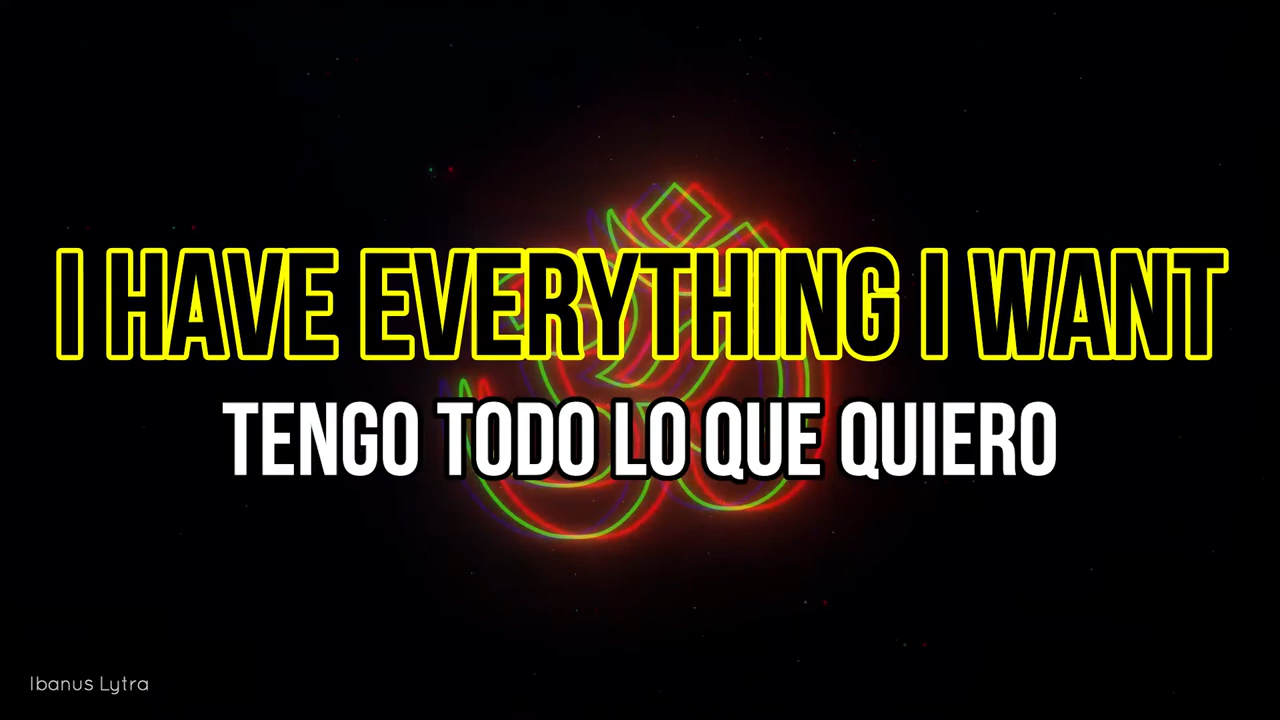 I HAVE EVERYTHING I WANT
TENGO TODO LO QUE QUIERO
Ibanus Lytra